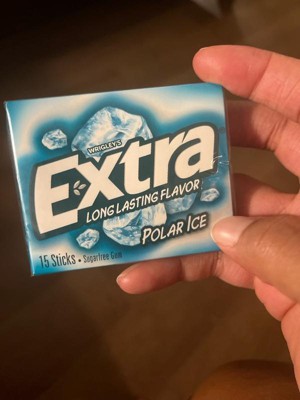 WRIGLEY'S
Extra
LONG LASTING FLAVOR
POLAR ICE
15 Sticks • Sugarfree Gum